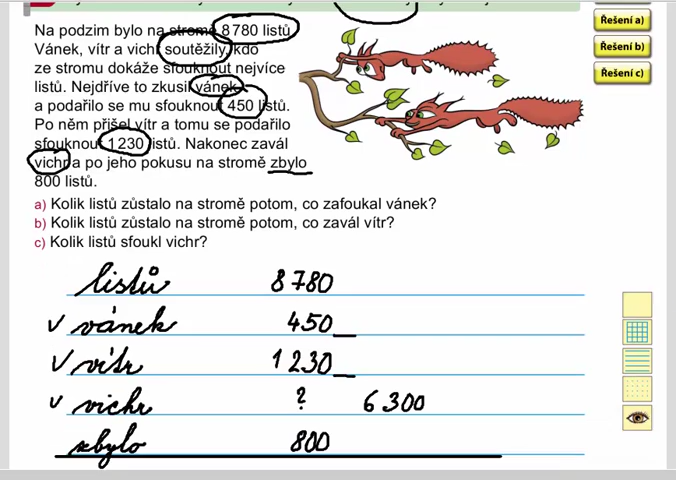 Na podzim bylo na stromě 8 780 listů.
Vánek, vítr a vichr soutěžily, kdo
ze stromu dokáže sfouknout nejvíce
listů. Nejdříve to zkusil vánek
a podařilo se mu sfouknout 450 listů.
Po něm přišel vítr a tomu se podařilo
sfouknout 1 230 listů. Nakonec zavál
vichr a po jeho pokusu na stromě zbylo
800 listů.
a) Kolik listů zůstalo na stromě potom, co zafoukal vánek?
b) Kolik listů zůstalo na stromě potom, co zavál vítr?
c) Kolik listů sfoukl vichr?
Řešení a)
Řešení b)
Řešení c)
listů 8 780
v vánek 450
v vítr 1 230
v vichr ? 6 300
zbylo 800